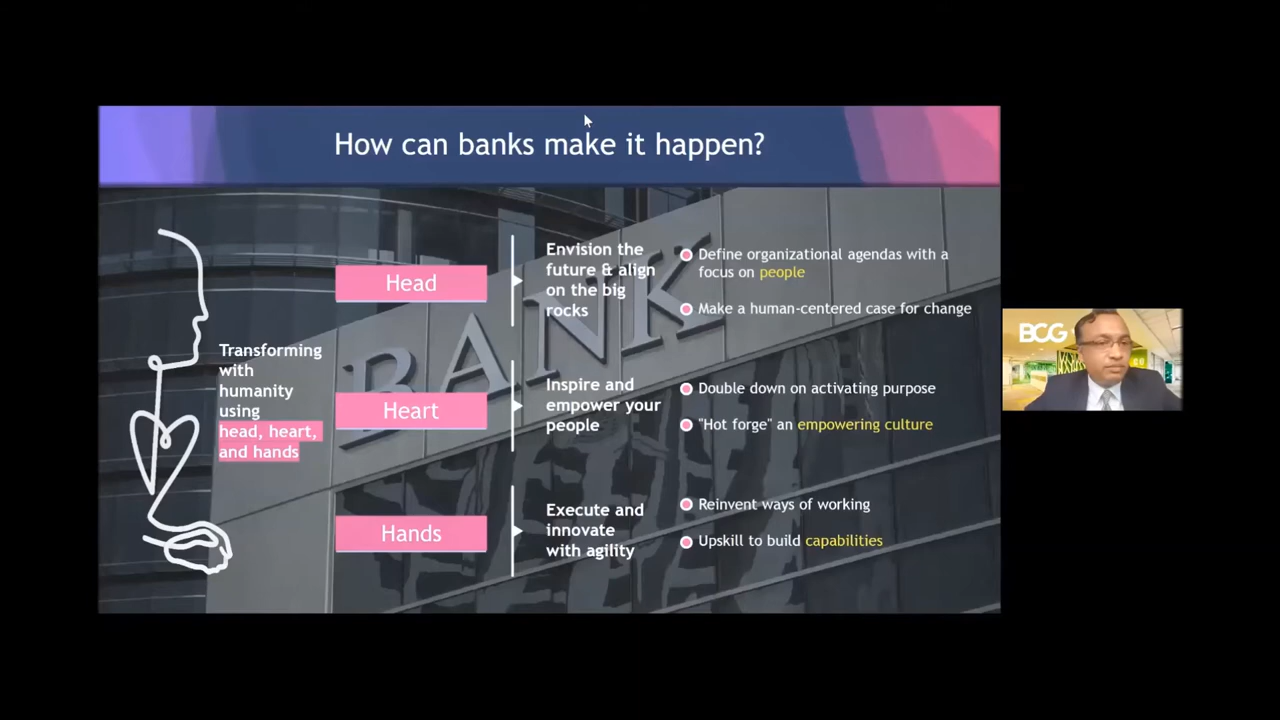 How can banks make it happen?
Transforming
with
humanity
using
head, heart,
and hands
Head
Envision the
future & align
on the big
rocks
Define organizational agendas with a
focus on people
Make a human-centered case for change
BANK
Heart
Inspire and
empower your
people
Double down on activating purpose
"Hot forge" an empowering culture
Hands
Execute and
innovate
with agility
Reinvent ways of working
Upskill to build capabilities
BCG